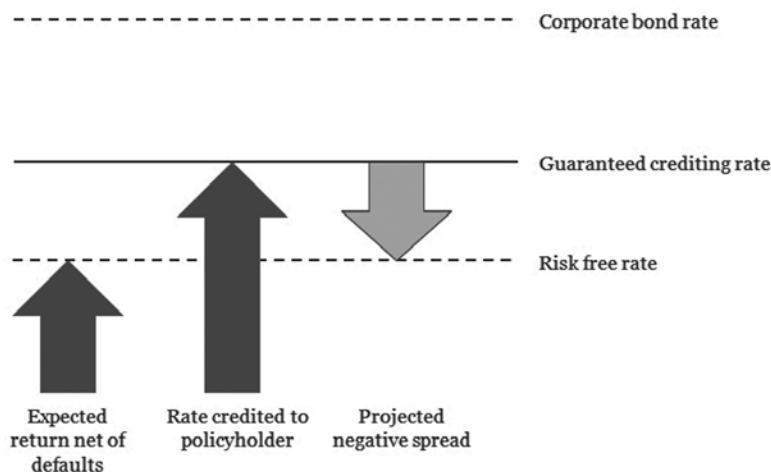 Corporate bond rate
Guaranteed crediting rate
Risk free rate
Expected
return net of
defaults
Rate credited to
policyholder
Projected
negative spread